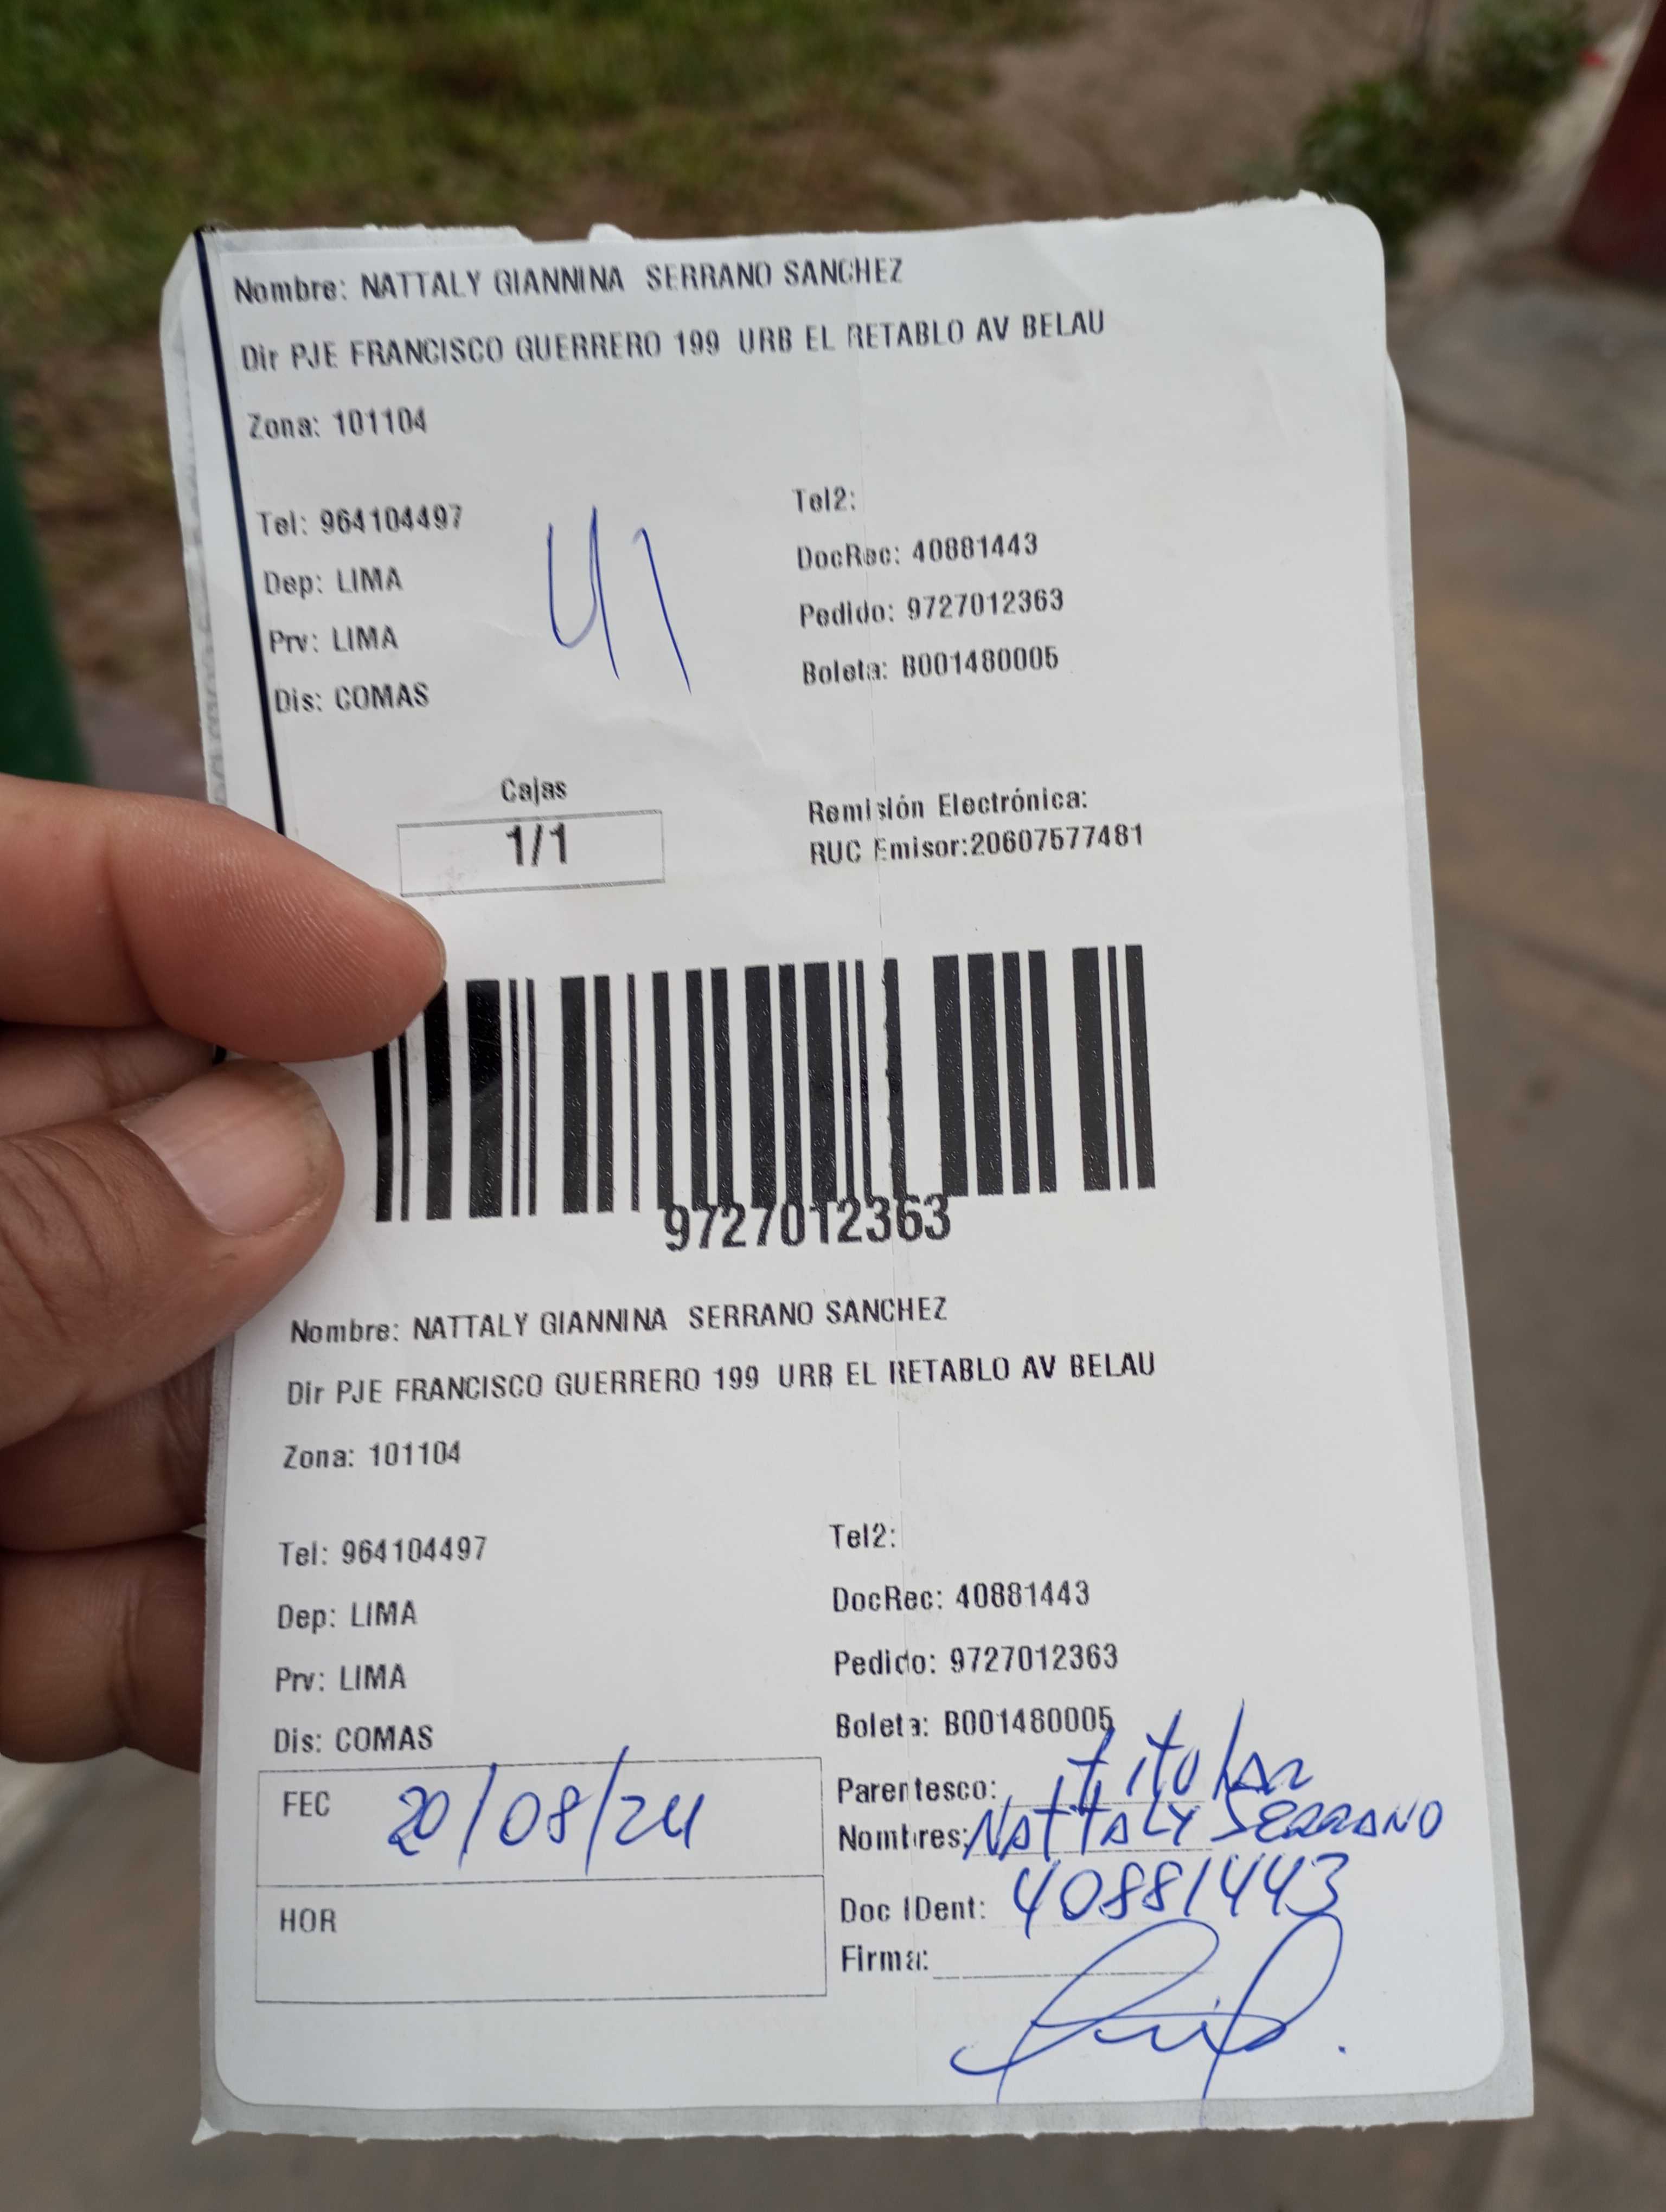 Nombre: NATTALY GIANNINA SERRANO SANCHEZ
Dir PJE FRANCISCO GUERRERO 199 URB EL RETABLO AV BELAU
Zona: 101104
Tel: 964104497
Dep: LIMA
Prv: LIMA
Dis: COMAS
41
Tel2:
DocRec: 40881443
Pedido: 9727012363
Boleta: B001480005
Cajas
1/1
Remisión Electrónica:
RUC Emisor:20607577481
9727012363
Nombre: NATTALY GIANNINA SERRANO SANCHEZ
Dir PJE FRANCISCO GUERRERO 199 URB EL RETABLO AV BELAU
Zona: 101104
Tel: 964104497
Dep: LIMA
Prv: LIMA
Dis: COMAS
Tel2:
DocRec: 40881443
Pedido: 9727012363
Boleta: B001480005
FEC 20/08/24
HOR
Parentesco: titular
Nombres: NATTALY SERRANO
Doc IDent: 40881443
Firma: